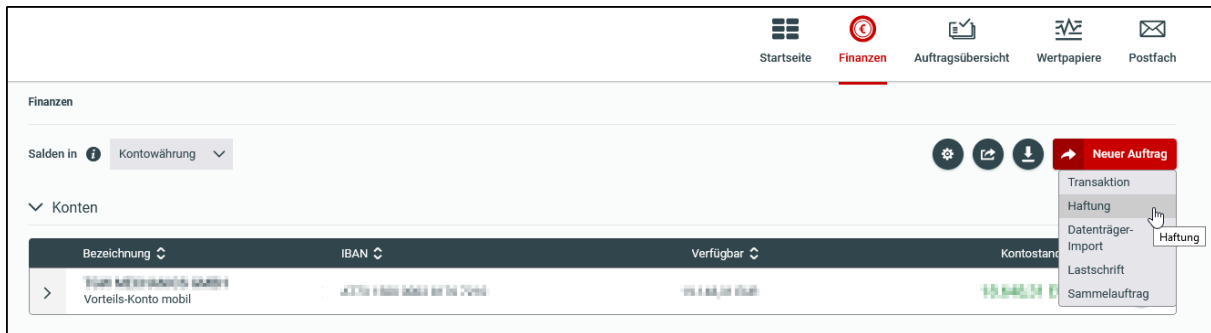 Startseite
Finanzen
Auftragsübersicht
Wertpapiere
Postfach
Finanzen
Salden in
Kontowährung
Neuer Auftrag
Transaktion
Haftung
Datenträger-
Import
Haftung
Lastschrift
Sammelauftrag
Konten
Bezeichnung
IBAN
Verfügbar
Kontostand
Vorteils-Konto mobil